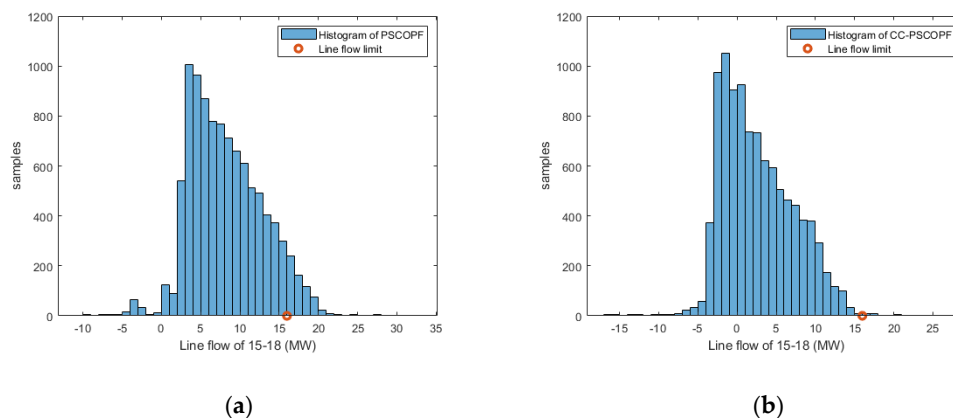 1200
1000
800
600
400
200
0
samples
Histogram of PSCOPF
Line flow limit
-10 -5 0 5 10 15 20 25 30 35
Line flow of 15-18 (MW)
(a)
1200
1000
800
600
400
200
0
samples
Histogram of CC-PSCOPF
Line flow limit
-15 -10 -5 0 5 10 15 20 25
Line flow of 15-18 (MW)
(b)